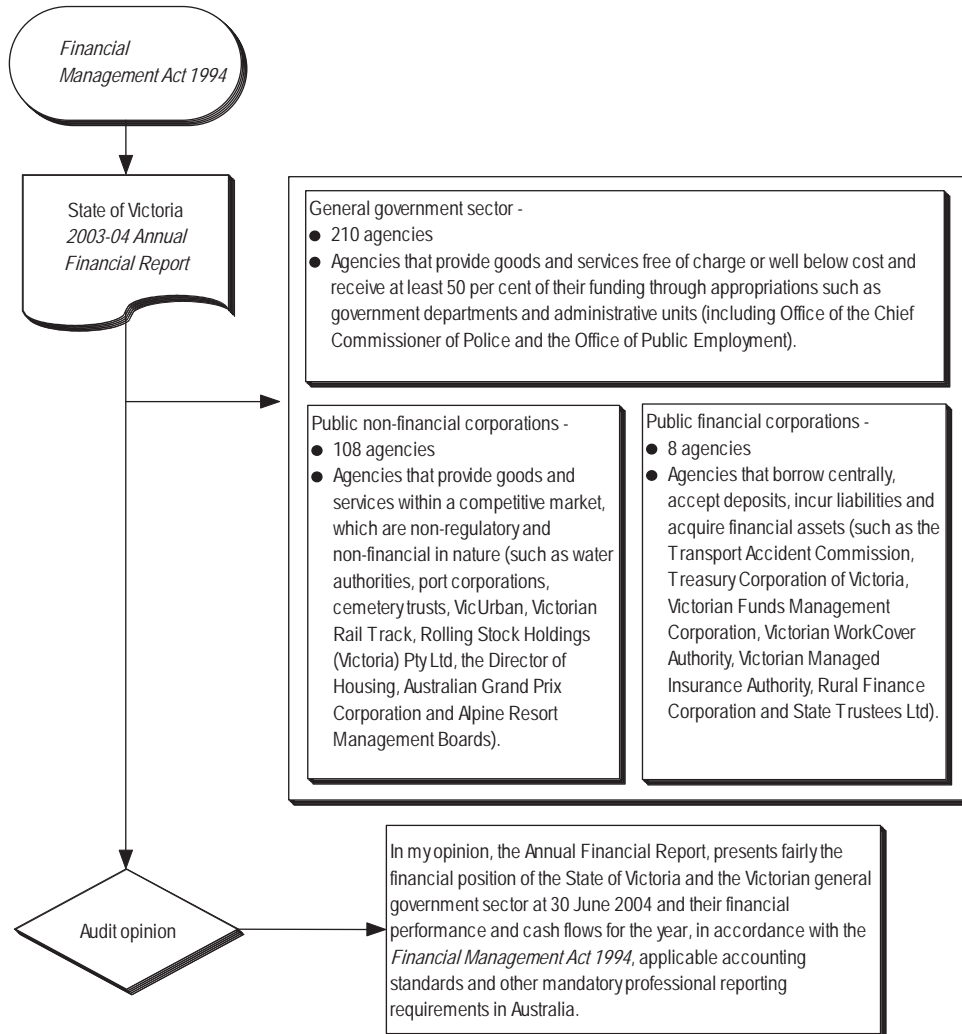 Financial
Management Act 1994
State of Victoria
2003-04 Annual
Financial Report
General government sector -
● 210 agencies
● Agencies that provide goods and services free of charge or well below cost and
receive at least 50 per cent of their funding through appropriations such as
government departments and administrative units (including Office of the Chief
Commissioner of Police and the Office of Public Employment).
Public non-financial corporations -
● 108 agencies
● Agencies that provide goods and
services within a competitive market,
which are non-regulatory and
non-financial in nature (such as water
authorities, port corporations,
cemetery trusts, VicUrban, Victorian
Rail Track, Rolling Stock Holdings
(Victoria) Pty Ltd, the Director of
Housing, Australian Grand Prix
Corporation and Alpine Resort
Management Boards).
Public financial corporations -
● 8 agencies
● Agencies that borrow centrally,
accept deposits, incur liabilities and
acquire financial assets (such as the
Transport Accident Commission,
Treasury Corporation of Victoria,
Victorian Funds Management
Corporation, Victorian WorkCover
Authority, Victorian Managed
Insurance Authority, Rural Finance
Corporation and State Trustees Ltd).
Audit opinion
In my opinion, the Annual Financial Report, presents fairly the
financial position of the State of Victoria and the Victorian general
government sector at 30 June 2004 and their financial
performance and cash flows for the year, in accordance with the
Financial Management Act 1994, applicable accounting
standards and other mandatory professional reporting
requirements in Australia.